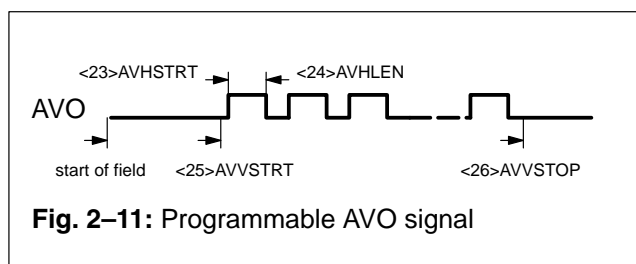 <23>AVHSTRT <24>AVHLEN
AVO
start of field <25>AVVSTRT <26>AVVSTOP
Fig. 2–11: Programmable AVO signal